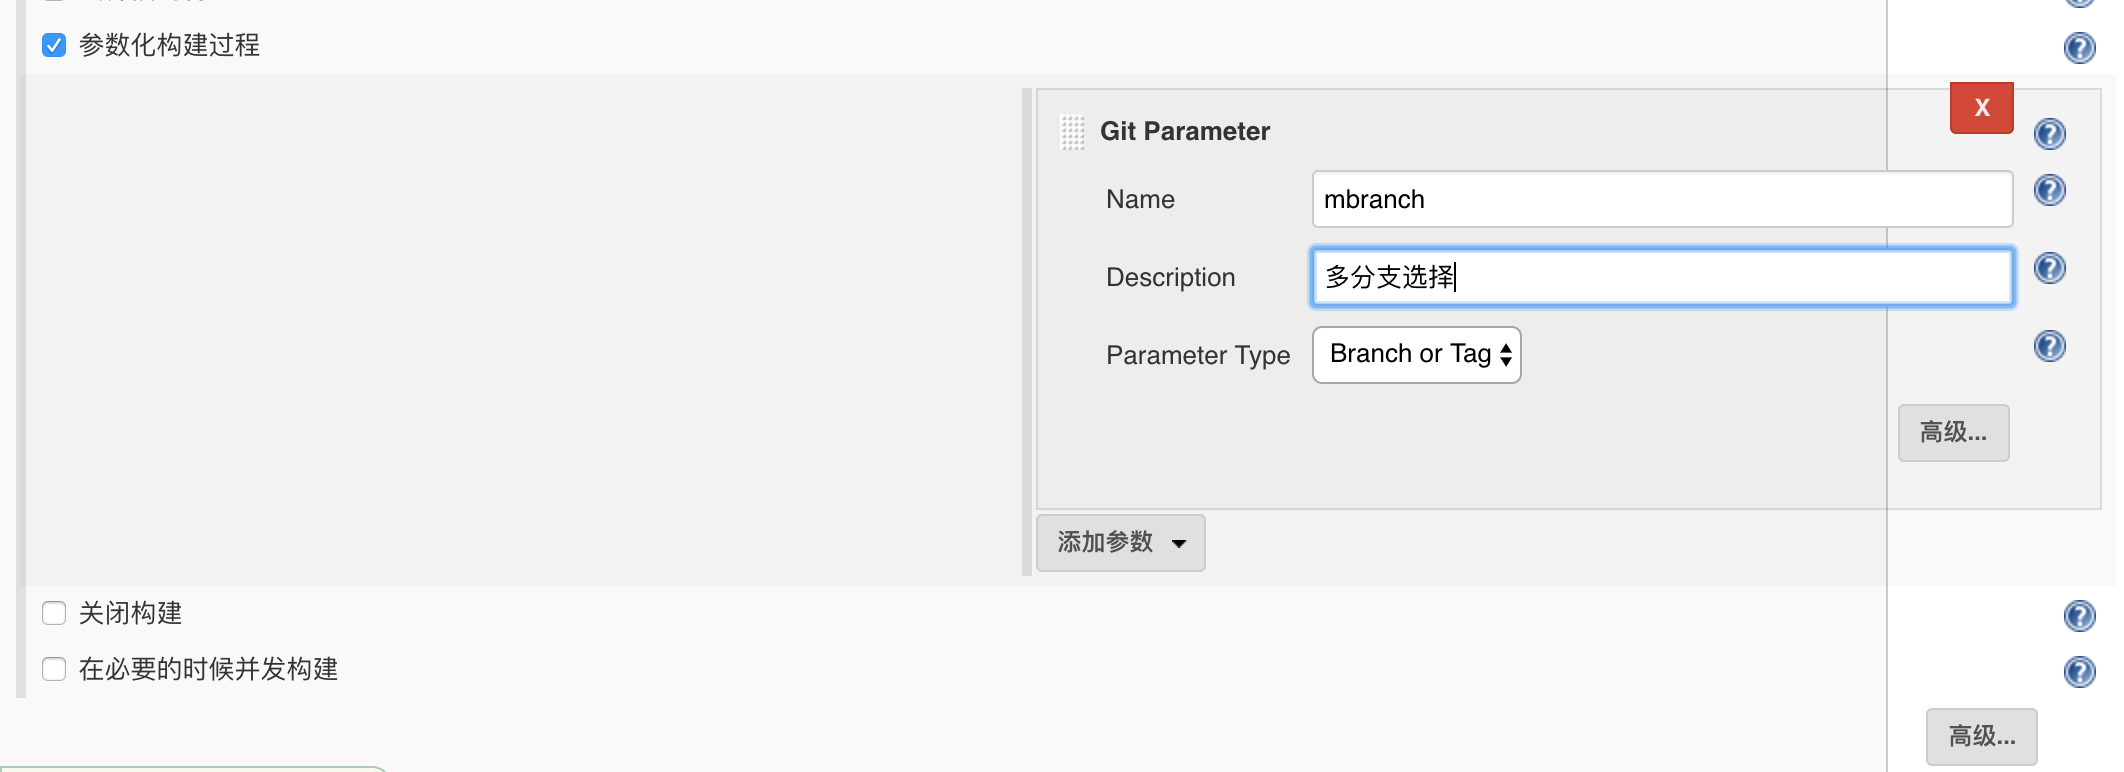 参数化构建过程
X
Git Parameter
Name
mbranch
Description
多分支选择
Parameter Type
Branch or Tag
高级...
添加参数
关闭构建
在必要的时候并发构建
高级...